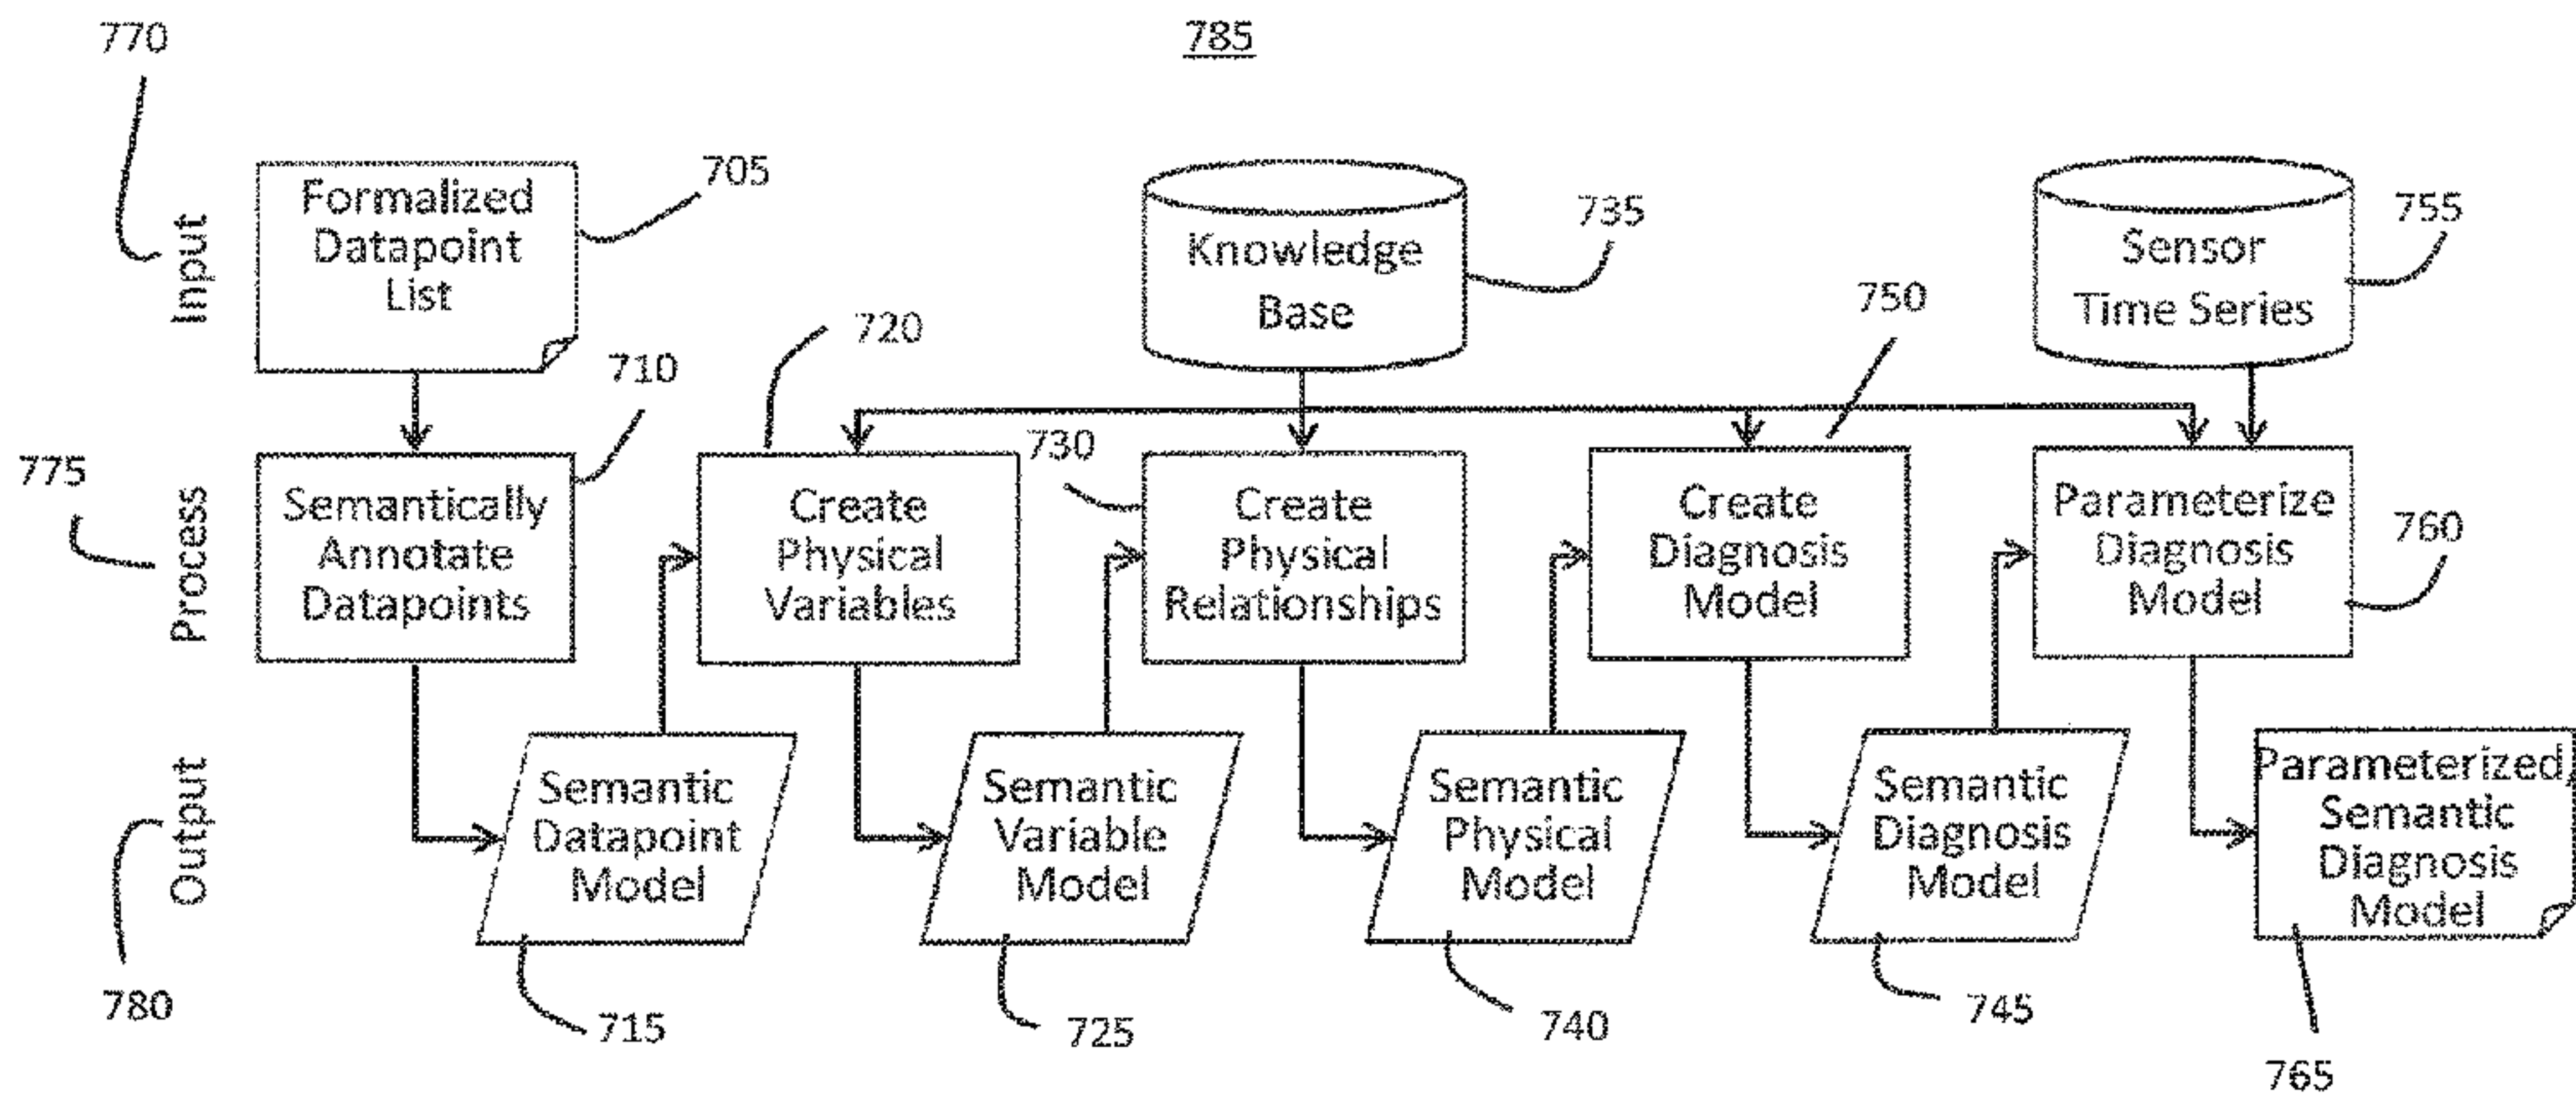 770
785
Formalized
Datapoint
List
705
Knowledge
Base
735
Sensor
Time Series
755
Input
710
720
730
750
775
Process
Semantically
Annotate
Datapoints
Create
Physical
Variables
Create
Physical
Relationships
Create
Diagnosis
Model
Parameterize
Diagnosis
Model
760
Output
780
Semantic
Datapoint
Model
715
Semantic
Variable
Model
725
Semantic
Physical
Model
740
Semantic
Diagnosis
Model
745
Parameterized
Semantic
Diagnosis
Model
765